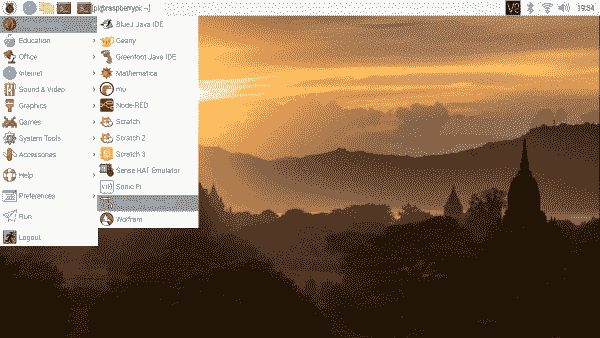 pi@raspberrypi: ~]
19:34
Education
Office
Internet
Sound & Video
Graphics
Games
System Tools
Accessories
Help
Preferences
Run
Logout
BlueJ Java IDE
Geany
Greenfoot Java IDE
Mathematica
mu
Node-RED
Scratch
Scratch 2
Scratch 3
Sense HAT Emulator
Sonic Pi
Wolfram